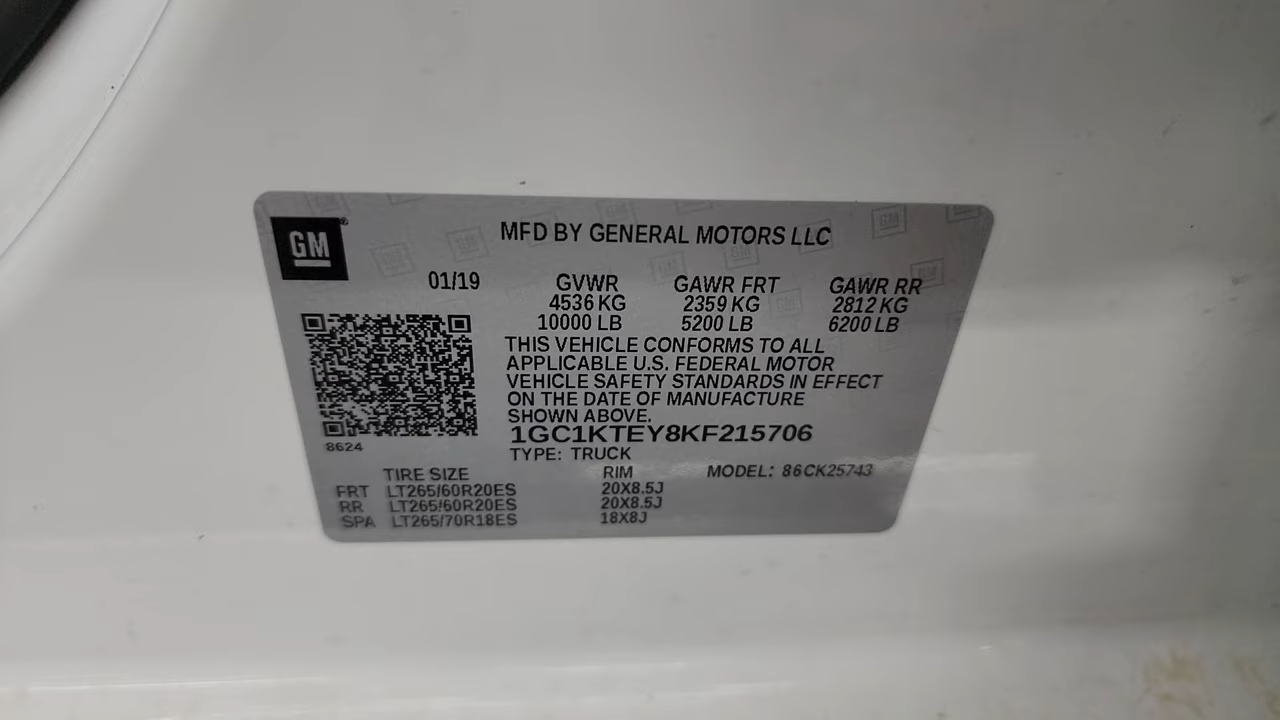 GM
MFD BY GENERAL MOTORS LLC
01/19 GVWR GAWR FRT GAWR RR
4536 KG 2359 KG 2812 KG
10000 LB 5200 LB 6200 LB
THIS VEHICLE CONFORMS TO ALL
APPLICABLE U.S. FEDERAL MOTOR
VEHICLE SAFETY STANDARDS IN EFFECT
ON THE DATE OF MANUFACTURE
SHOWN ABOVE.
1GC1KTEY8KF215706
8624
TYPE: TRUCK
TIRE SIZE RIM MODEL: 86CK25743
FRT LT265/60R20ES 20X8.5J
RR LT265/60R20ES 20X8.5J
SPA LT265/70R18ES 18X8J